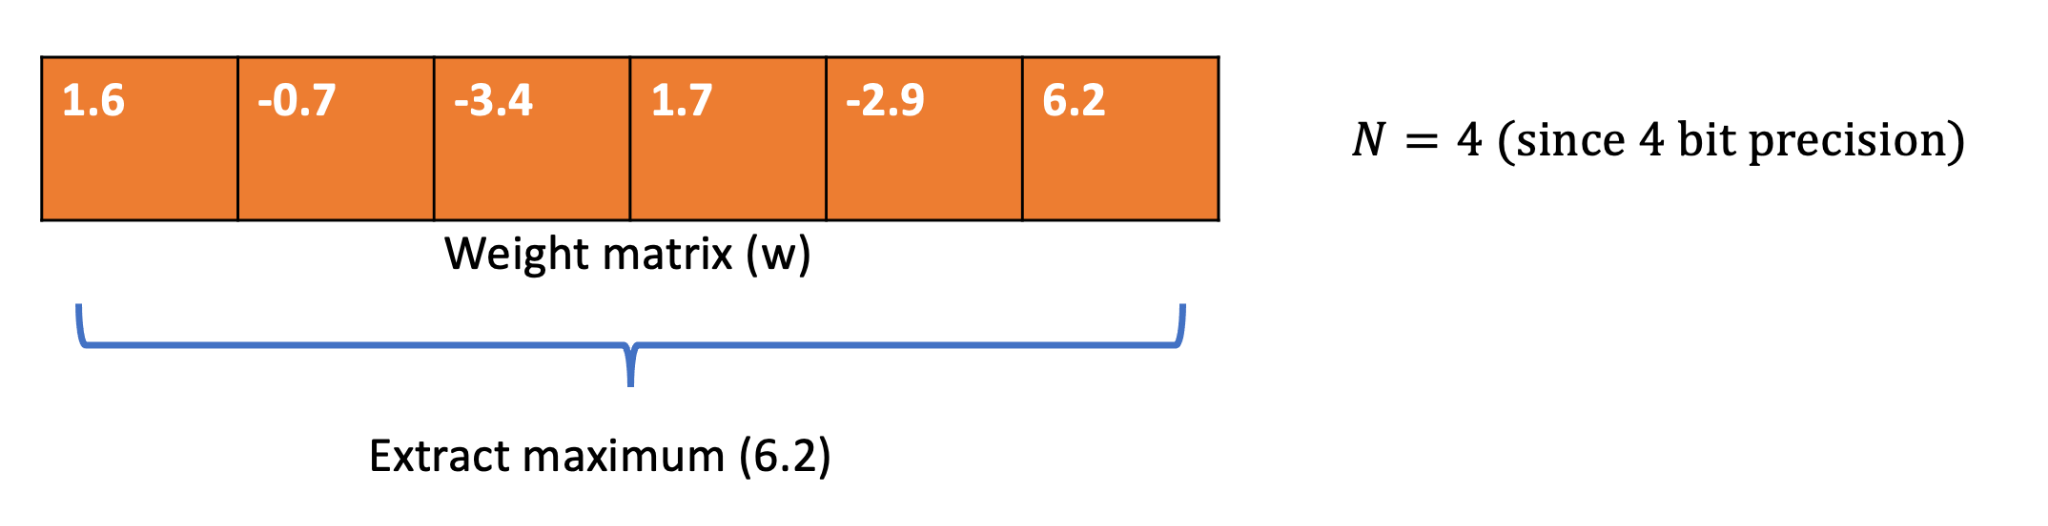 1.6 -0.7 -3.4 1.7 -2.9 6.2
N = 4 (since 4 bit precision)
Weight matrix (w)
Extract maximum (6.2)